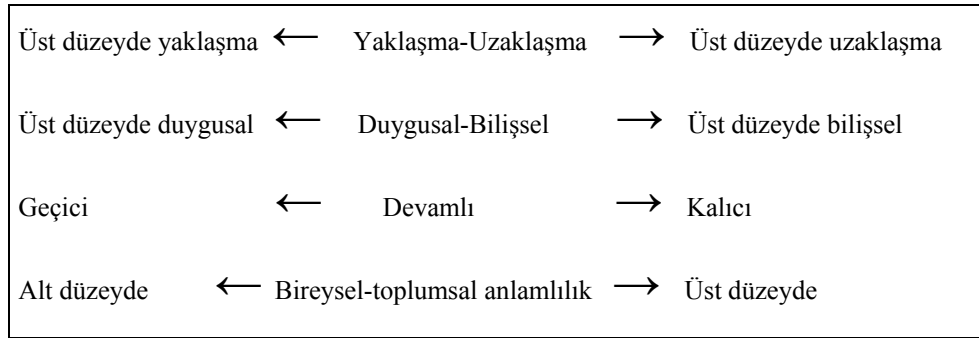 Üst düzeyde yaklaşma ← Yaklaşma-Uzaklaşma → Üst düzeyde uzaklaşma
Üst düzeyde duygusal ← Duygusal-Bilişsel → Üst düzeyde bilişsel
Geçici ← Devamlı → Kalıcı
Alt düzeyde ← Bireysel-toplumsal anlamlılık → Üst düzeyde